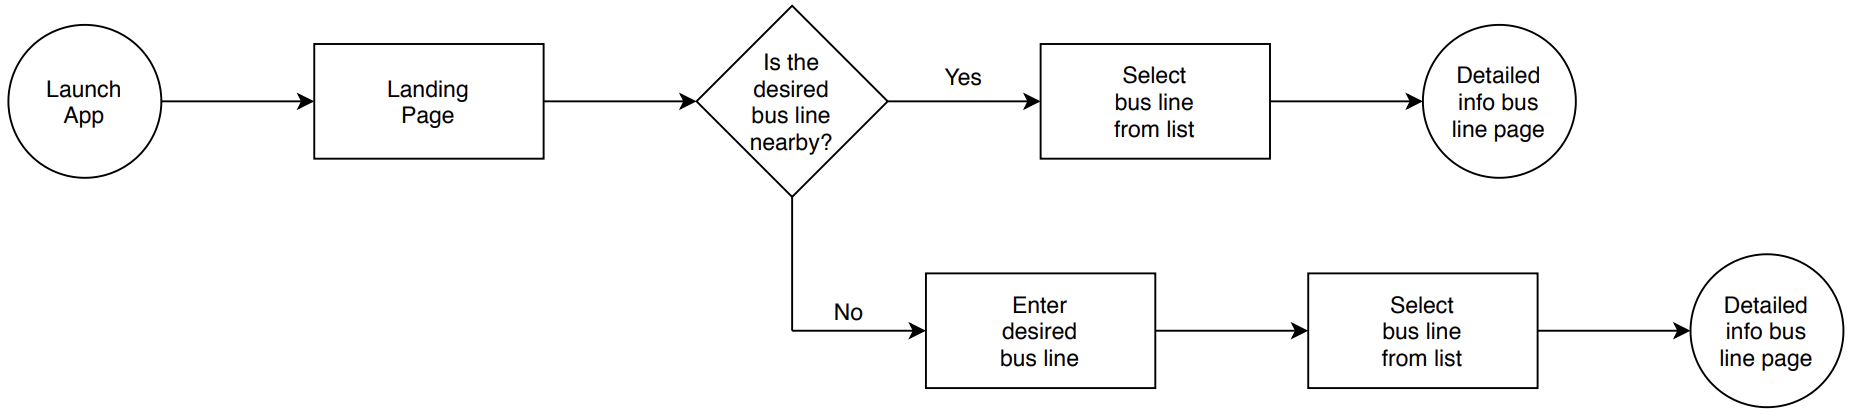 Launch
App
Landing
Page
Is the
desired
bus line
nearby?
Yes
Select
bus line
from list
Detailed
info bus
line page
No
Enter
desired
bus line
Select
bus line
from list
Detailed
info bus
line page